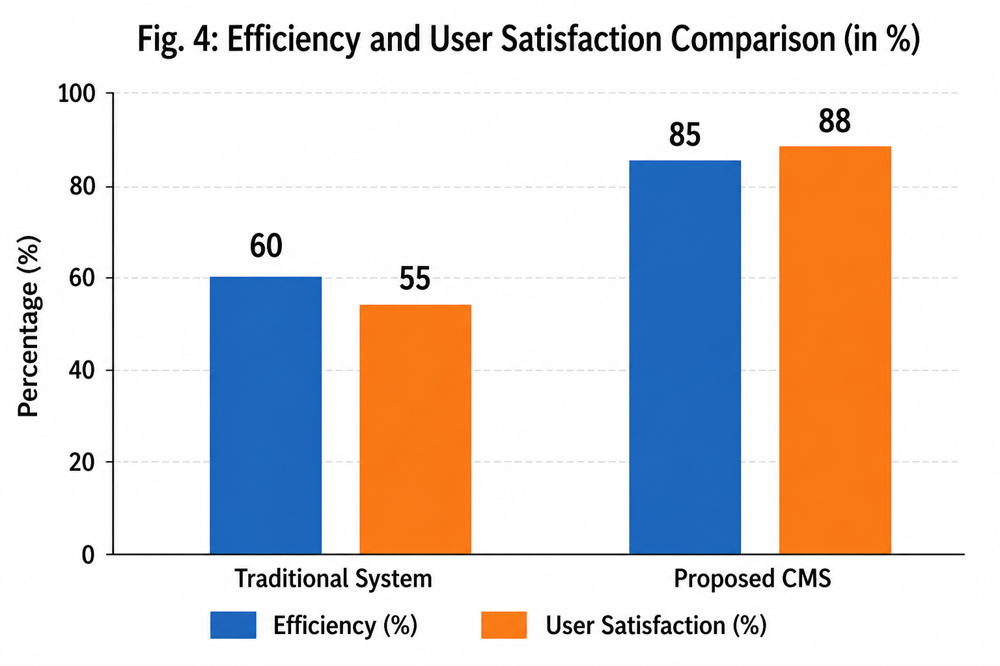 Fig. 4: Efficiency and User Satisfaction Comparison (in %)
100
80
60
40
20
0
Percentage (%)
60
55
85
88
Traditional System
Proposed CMS
Efficiency (%)
User Satisfaction (%)